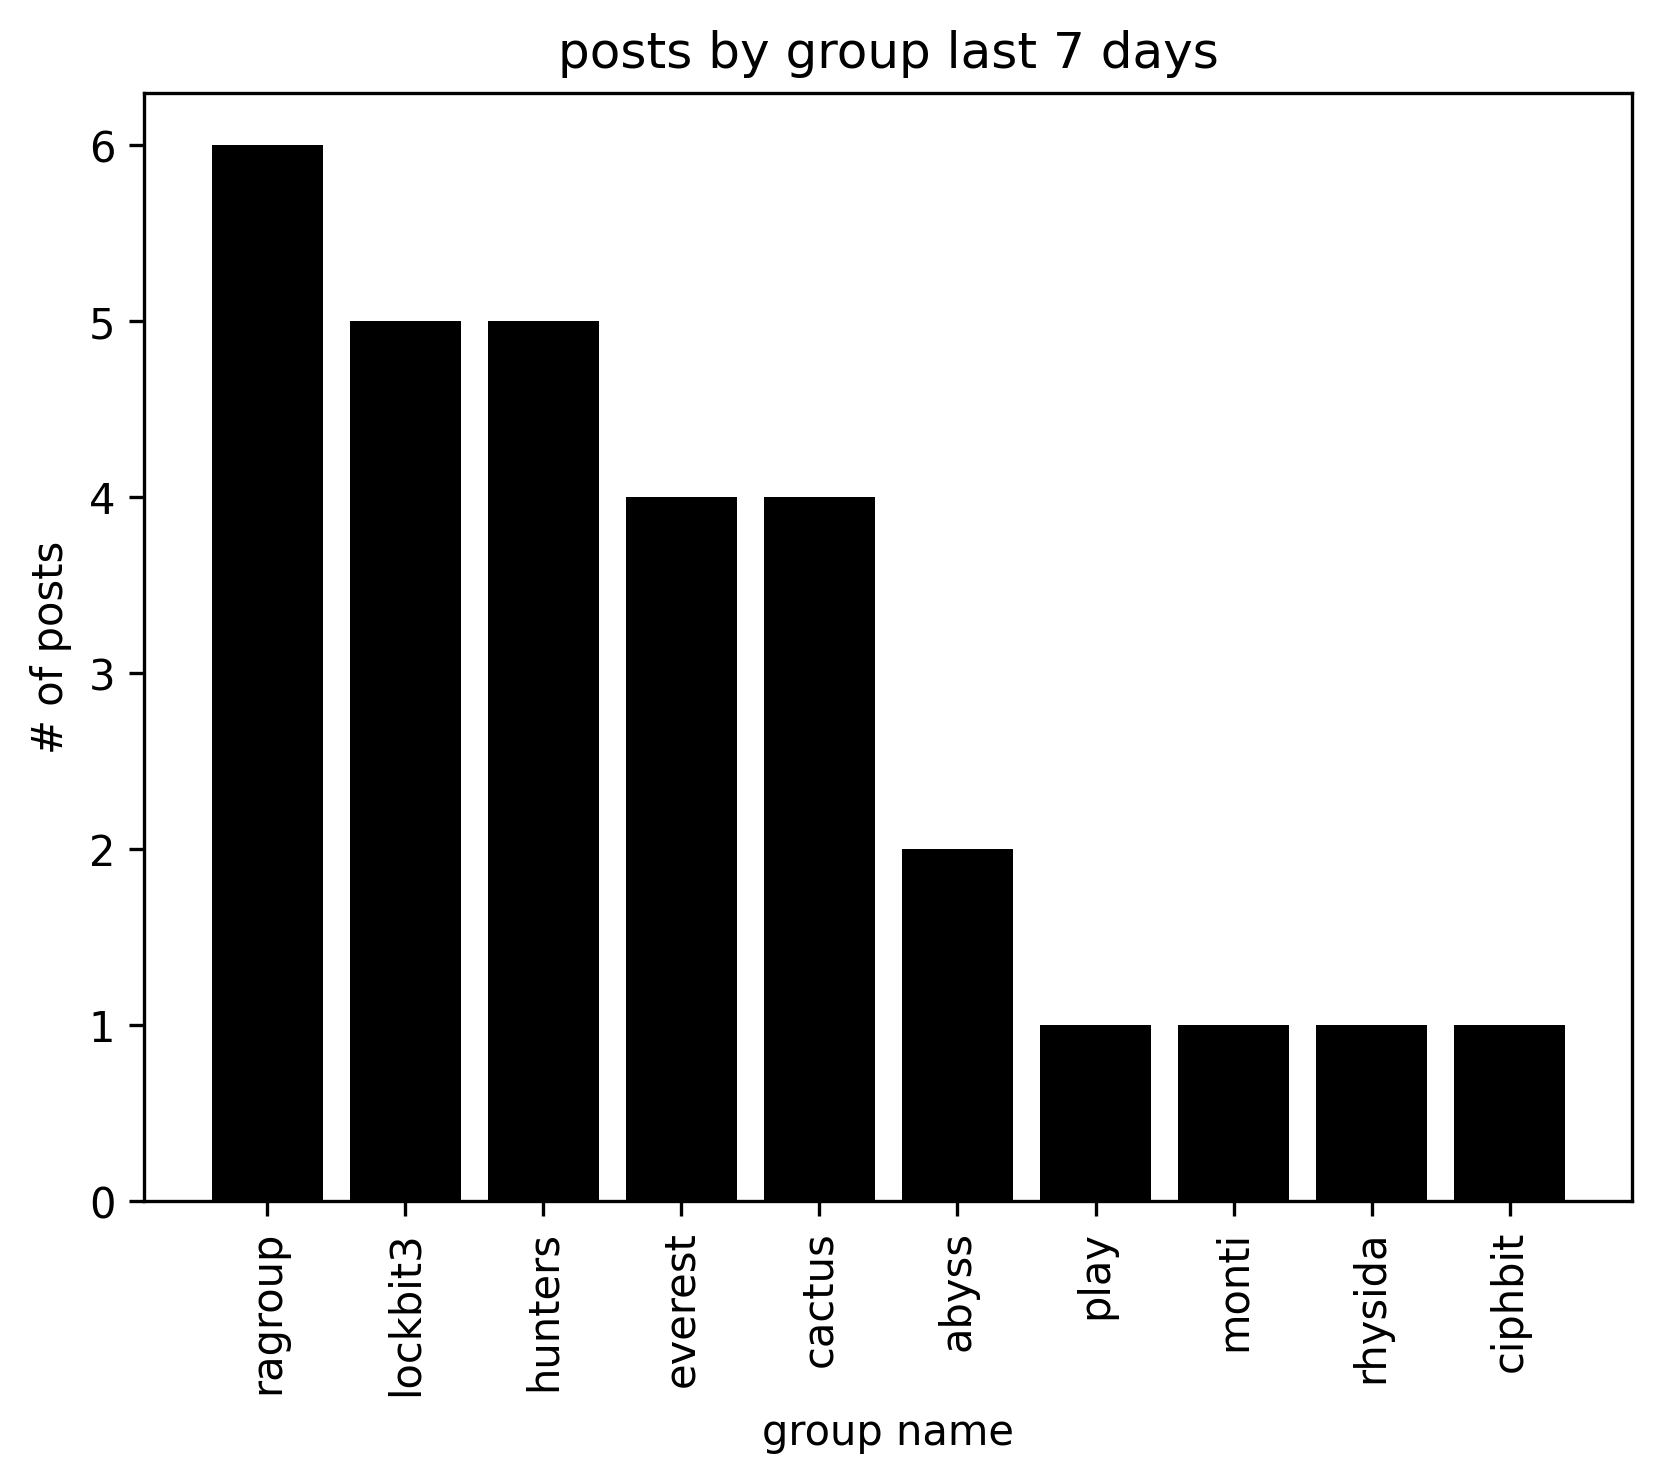 posts by group last 7 days
# of posts
6
5
4
3
2
1
0
ragroup
lockbit3
hunters
everest
cactus
abyss
play
monti
rhysida
ciphbit
group name